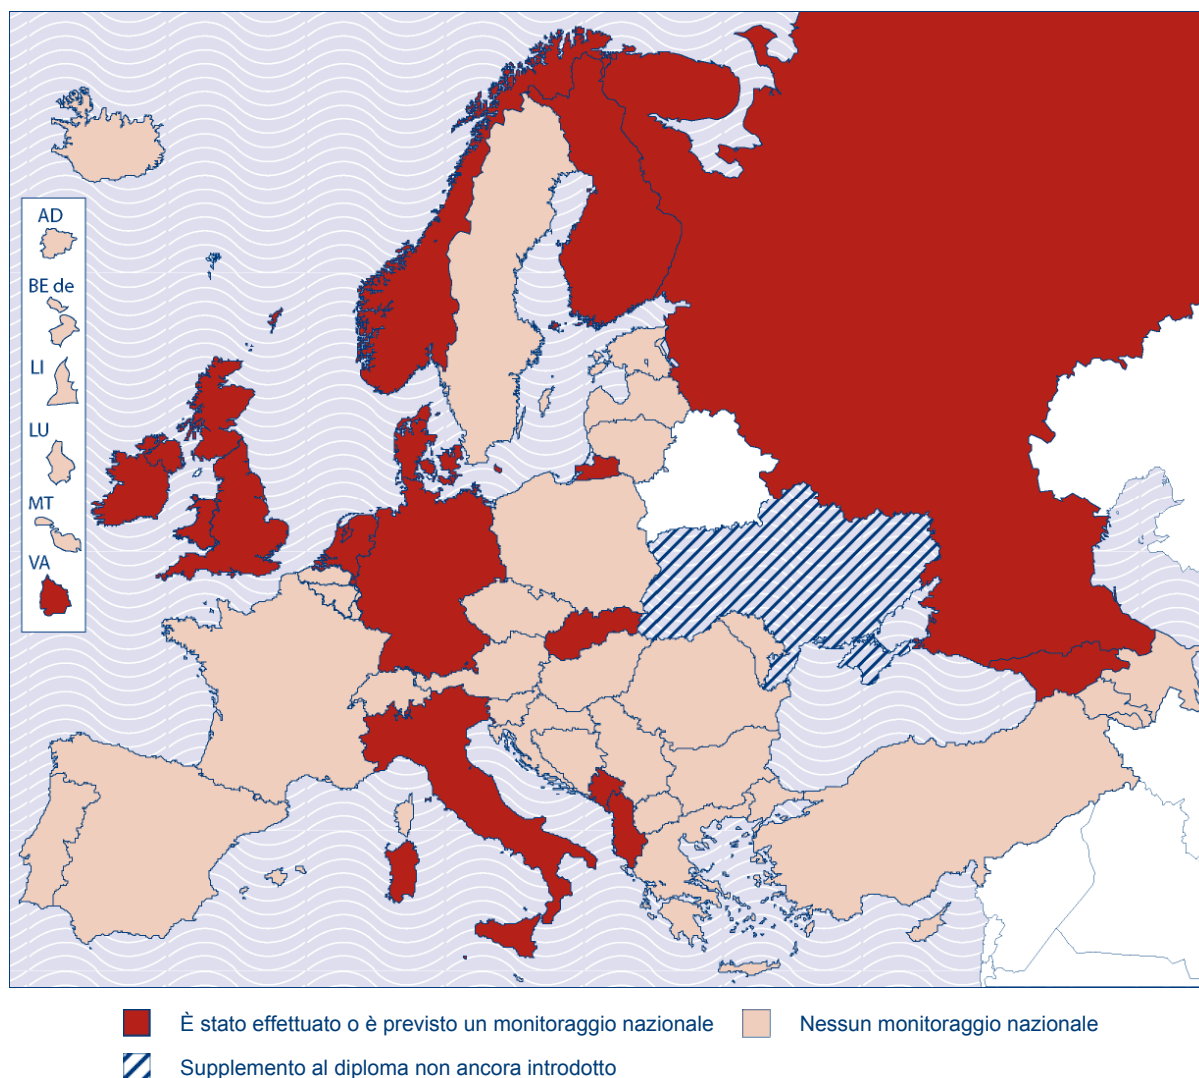 AD
BE de
LI
LU
MT
VA
È stato effettuato o è previsto un monitoraggio nazionale
Nessun monitoraggio nazionale
Supplemento al diploma non ancora introdotto